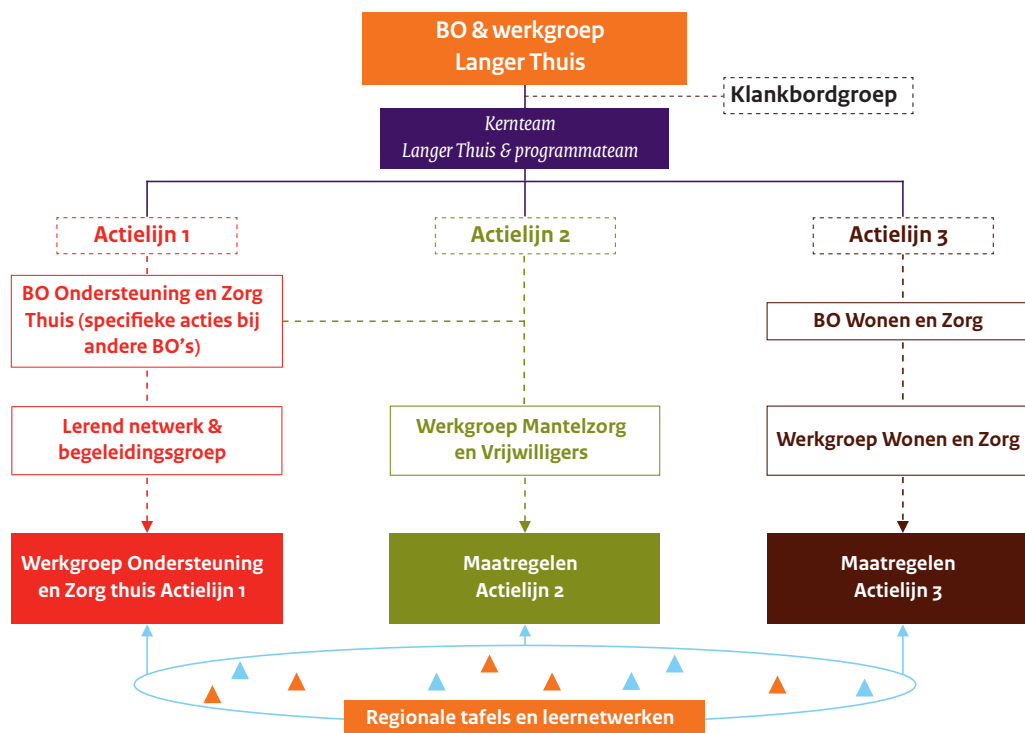 BO & werkgroep
Langer Thuis
Klankbordgroep
Kernteam
Langer Thuis & programmateam
Actielijn 1
Actielijn 2
Actielijn 3
BO Ondersteuning en Zorg
Thuis (specifieke acties bij
andere BO’s)
BO Wonen en Zorg
Lerend netwerk &
begeleidingsgroep
Werkgroep Mantelzorg
en Vrijwilligers
Werkgroep Wonen en Zorg
Werkgroep Ondersteuning
en Zorg thuis Actielijn 1
Maatregelen
Actielijn 2
Maatregelen
Actielijn 3
Regionale tafels en leernetwerken